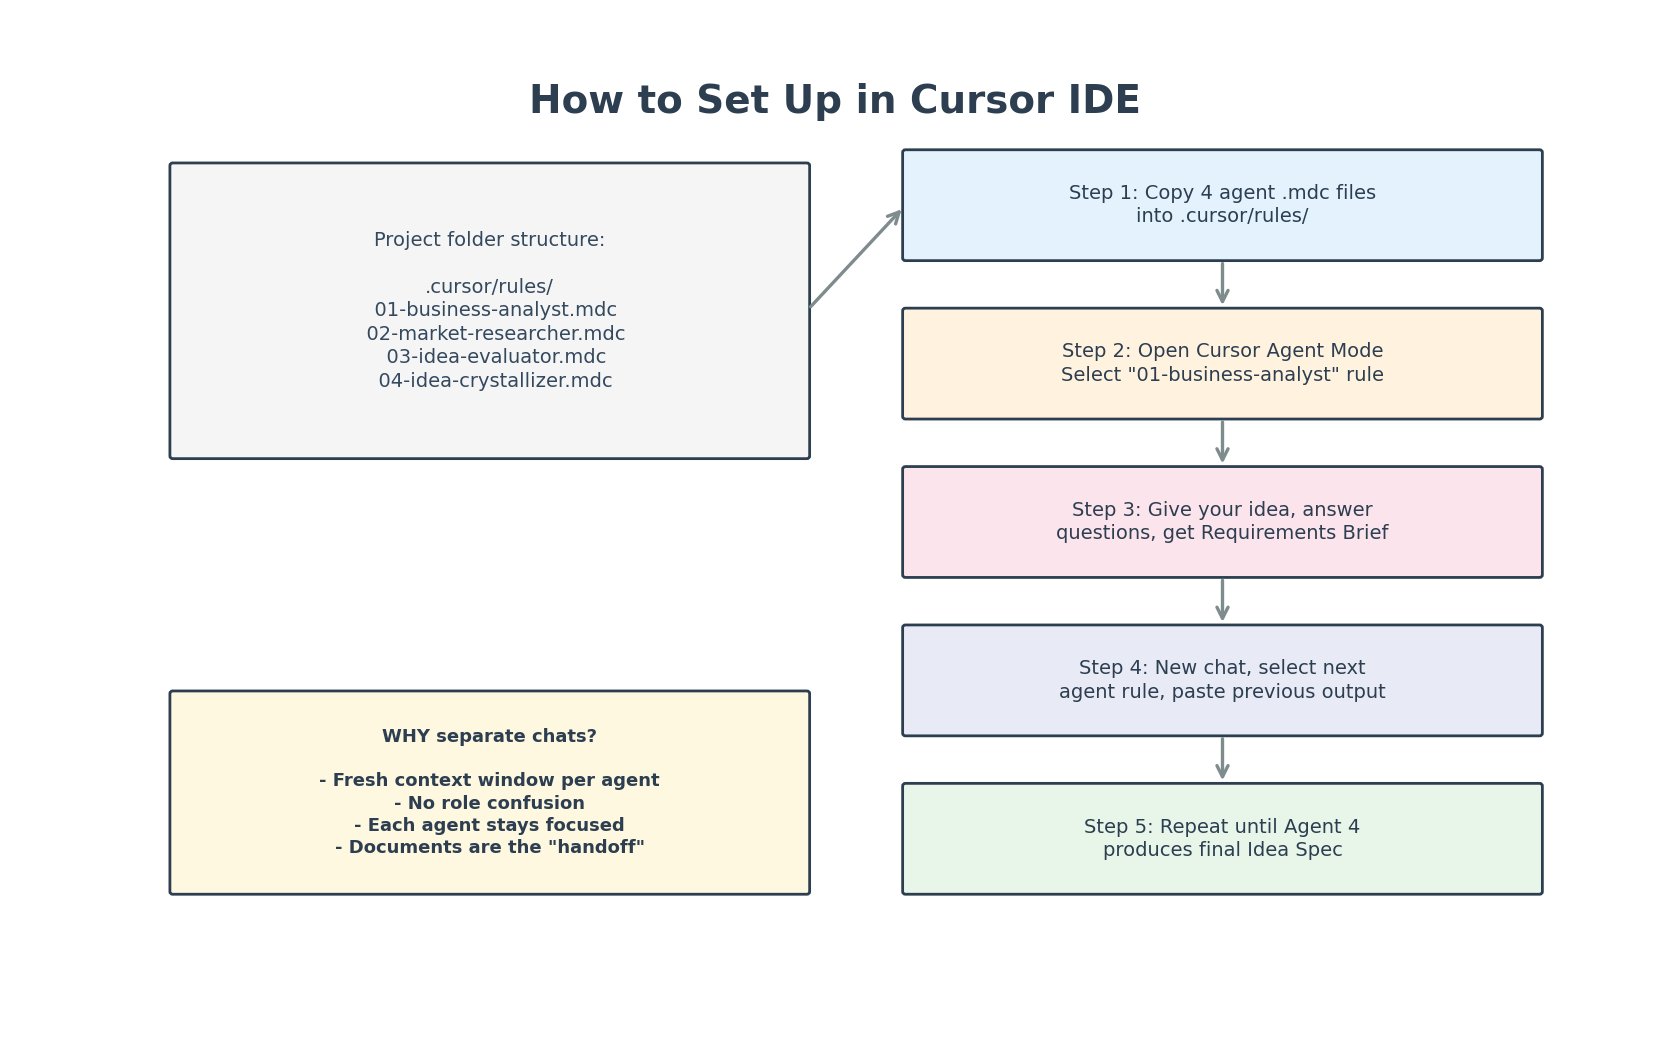 How to Set Up in Cursor IDE
Project folder structure:
.cursor/rules/
01-business-analyst.mdc
02-market-researcher.mdc
03-idea-evaluator.mdc
04-idea-crystallizer.mdc
WHY separate chats?
- Fresh context window per agent
- No role confusion
- Each agent stays focused
- Documents are the "handoff"
Step 1: Copy 4 agent .mdc files
into .cursor/rules/
Step 2: Open Cursor Agent Mode
Select "01-business-analyst" rule
Step 3: Give your idea, answer
questions, get Requirements Brief
Step 4: New chat, select next
agent rule, paste previous output
Step 5: Repeat until Agent 4
produces final Idea Spec